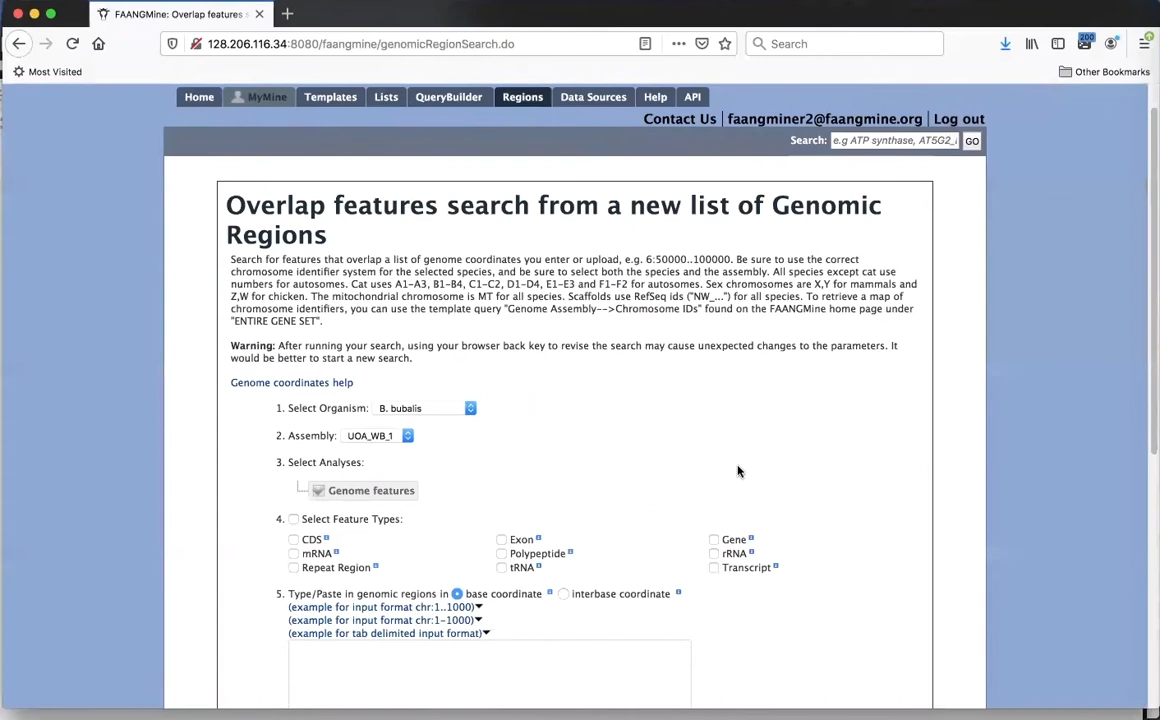 FAANGMine: Overlap features s
128.206.116.34:8080/faangmine/genomicRegionSearch.do
Search
200
Most Visited
Other Bookmarks
Home
MyMine
Templates
Lists
QueryBuilder
Regions
Data Sources
Help
API
Contact Us | faangminer2@faangmine.org | Log out
Search: e.g ATP synthase, AT5G2_ GO
Overlap features search from a new list of Genomic
Regions
Search for features that overlap a list of genome coordinates you enter or upload, e.g. 6:50000..100000. Be sure to use the correct
chromosome identifier system for the selected species, and be sure to select both the species and the assembly. All species except cat use
numbers for autosomes. Cat uses A1-A3, B1-B4, C1-C2, D1-D4, E1-E3 and F1-F2 for autosomes. Sex chromosomes are X,Y for mammals and
Z,W for chicken. The mitochondrial chromosome is MT for all species. Scaffolds use RefSeq ids ("NW_...") for all species. To retrieve a map of
chromosome identifiers, you can use the template query "Genome Assembly-->Chromosome IDs" found on the FAANGMine home page under
"ENTIRE GENE SET".
Warning: After running your search, using your browser back key to revise the search may cause unexpected changes to the parameters. It
would be better to start a new search.
Genome coordinates help
1. Select Organism: B. bubalis
2. Assembly: UOA_WB_1
3. Select Analyses:
Genome features
4. Select Feature Types:
CDS Exon Gene
mRNA Polypeptide rRNA
Repeat Region tRNA Transcript
5. Type/Paste in genomic regions in base coordinate interbase coordinate
(example for input format chr:1..1000)
(example for input format chr:1-1000)
(example for tab delimited input format)